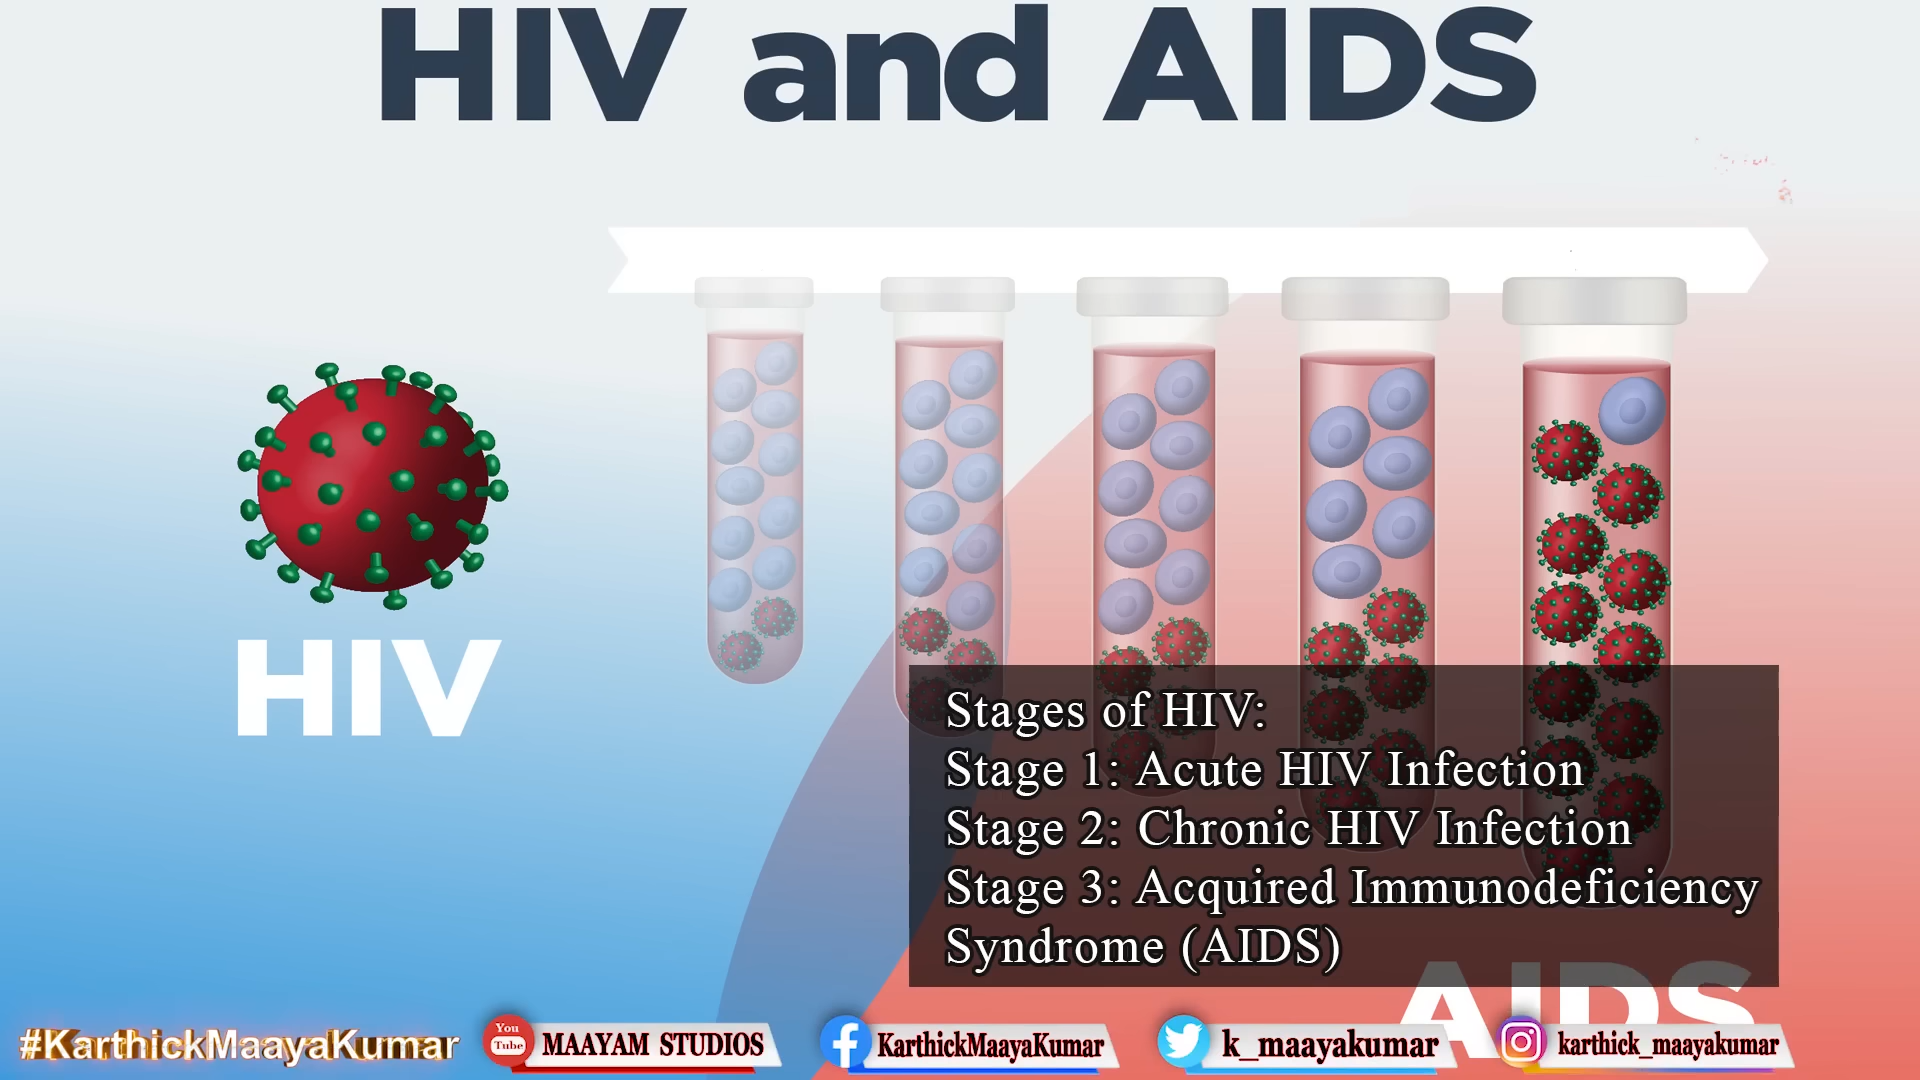 HIV and AIDS
HIV
Stages of HIV:
Stage 1: Acute HIV Infection
Stage 2: Chronic HIV Infection
Stage 3: Acquired Immunodeficiency
Syndrome (AIDS)
AIDS
#KarthickMaayaKumar
You
Tube
MAAYAM STUDIOS
KarthickMaayaKumar
k_maayakumar
karthick_maayakumar